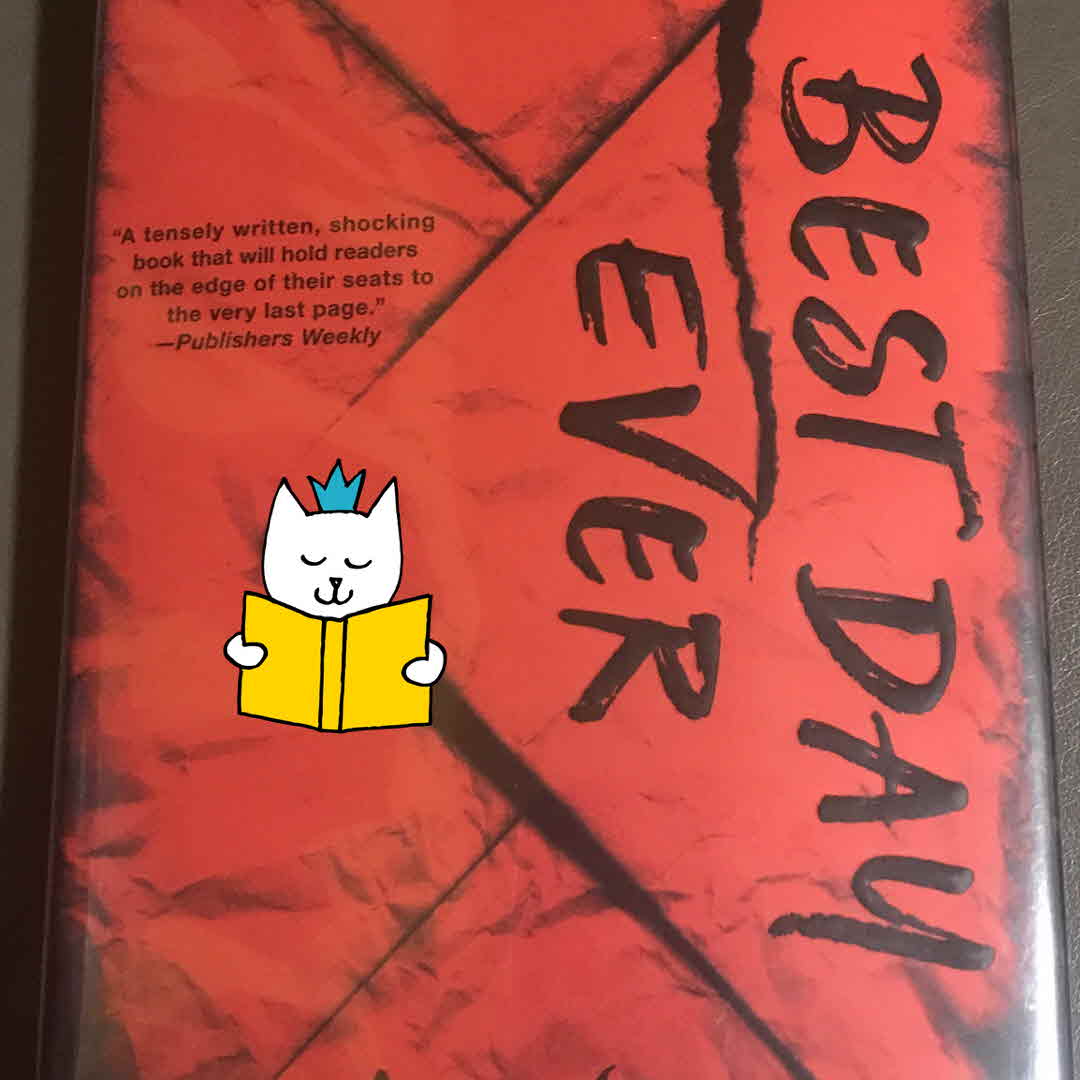 BEST DAY
EVER
“A tensely written, shocking
book that will hold readers
on the edge of their seats to
the very last page.”
—Publishers Weekly